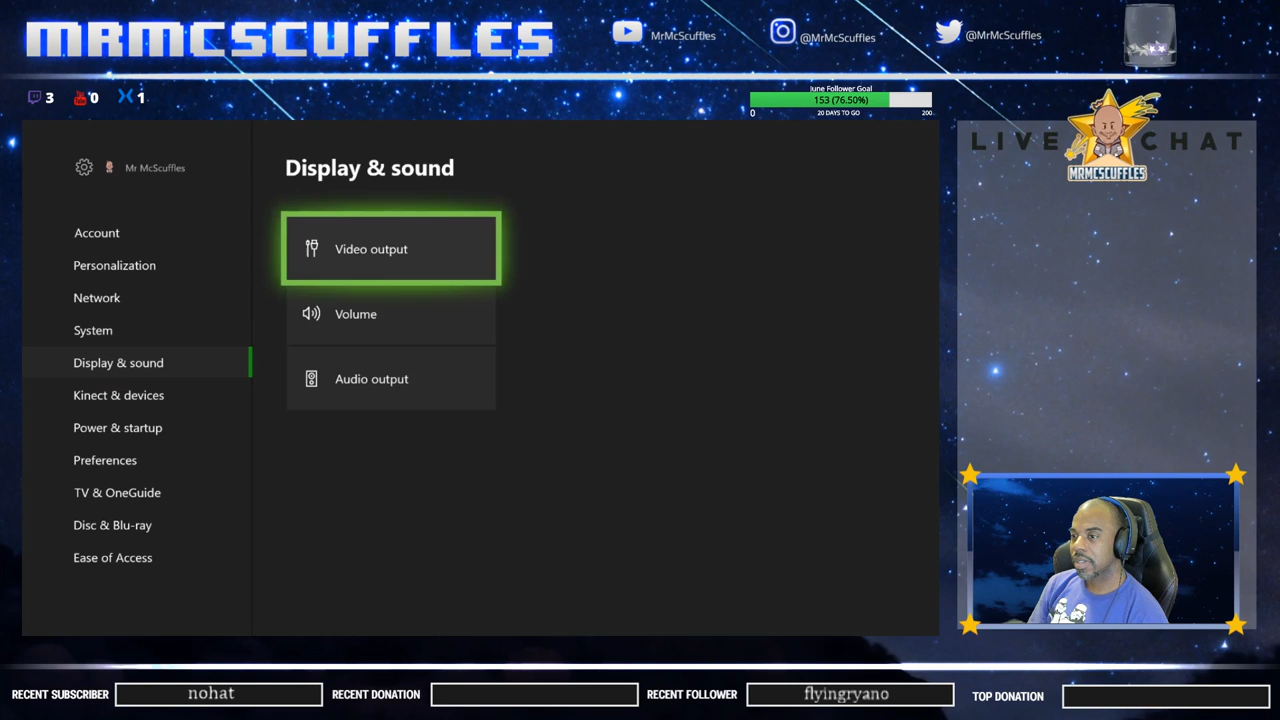 MRMCSCUFFLES
MrMcScuffles
@MrMcScuffles
@MrMcScuffles
3
0
1
June Follower Goal
153 (76.50%)
0
20 DAYS TO GO
200
LIVE CHAT
MRMCSCUFFLES
Mr McScuffles
Display & sound
Account
Personalization
Network
System
Display & sound
Kinect & devices
Power & startup
Preferences
TV & OneGuide
Disc & Blu-ray
Ease of Access
Video output
Volume
Audio output
RECENT SUBSCRIBER
nohat
RECENT DONATION
RECENT FOLLOWER
flyingryano
TOP DONATION